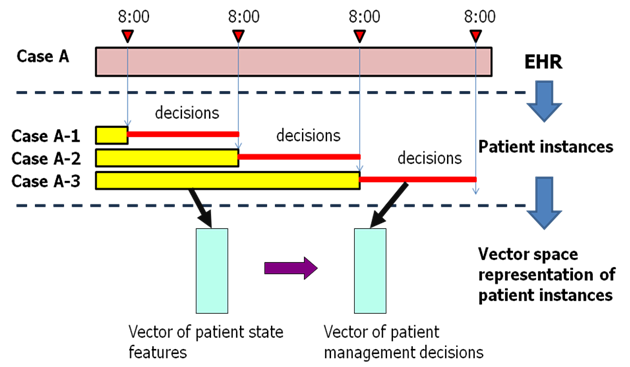 8:00 8:00 8:00 8:00
Case A
EHR
decisions
Case A-1
decisions
Patient instances
Case A-2
decisions
Case A-3
Vector space
representation of
patient instances
Vector of patient state
features
Vector of patient
management decisions